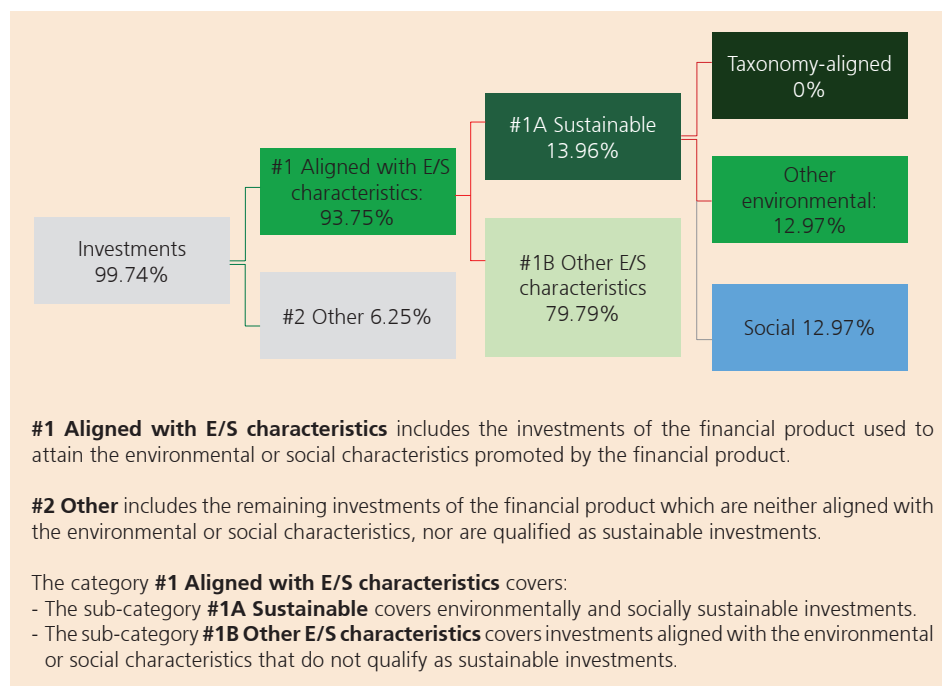 Investments
99.74%
#1 Aligned with E/S
characteristics:
93.75%
#2 Other 6.25%
#1A Sustainable
13.96%
#1B Other E/S
characteristics
79.79%
Taxonomy-aligned
0%
Other
environmental:
12.97%
Social 12.97%
#1 Aligned with E/S characteristics includes the investments of the financial product used to
attain the environmental or social characteristics promoted by the financial product.
#2 Other includes the remaining investments of the financial product which are neither aligned with
the environmental or social characteristics, nor are qualified as sustainable investments.
The category #1 Aligned with E/S characteristics covers:
- The sub-category #1A Sustainable covers environmentally and socially sustainable investments.
- The sub-category #1B Other E/S characteristics covers investments aligned with the environmental
or social characteristics that do not qualify as sustainable investments.